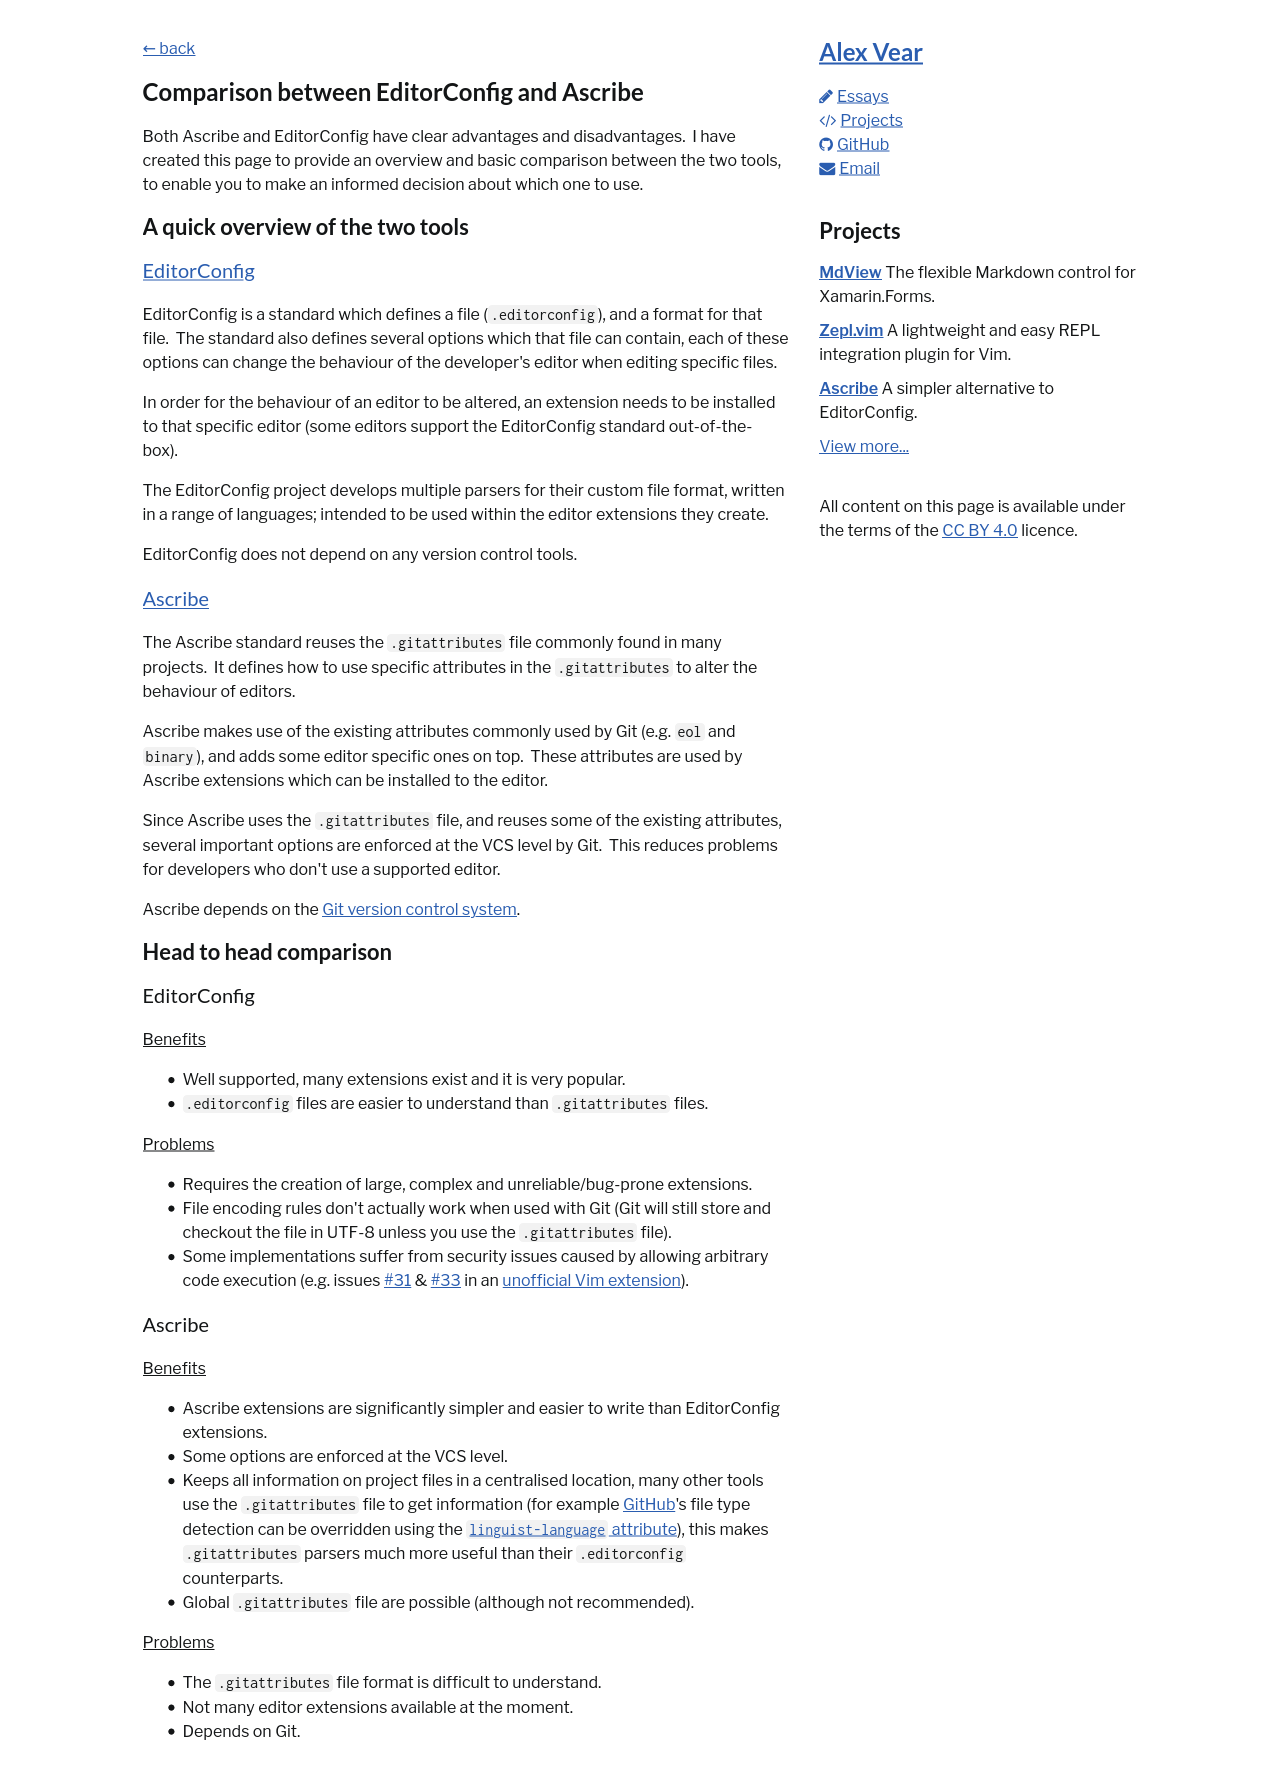 ← back
Comparison between EditorConfig and Ascribe
Both Ascribe and EditorConfig have clear advantages and disadvantages.  I have
created this page to provide an overview and basic comparison between the two tools,
to enable you to make an informed decision about which one to use.
A quick overview of the two tools
EditorConfig
EditorConfig is a standard which defines a file (.editorconfig), and a format for that
file.  The standard also defines several options which that file can contain, each of these
options can change the behaviour of the developer's editor when editing specific files.
In order for the behaviour of an editor to be altered, an extension needs to be installed
to that specific editor (some editors support the EditorConfig standard out-of-the-
box).
The EditorConfig project develops multiple parsers for their custom file format, written
in a range of languages; intended to be used within the editor extensions they create.
EditorConfig does not depend on any version control tools.
Ascribe
The Ascribe standard reuses the .gitattributes file commonly found in many
projects.  It defines how to use specific attributes in the .gitattributes to alter the
behaviour of editors.
Ascribe makes use of the existing attributes commonly used by Git (e.g. eol and
binary), and adds some editor specific ones on top.  These attributes are used by
Ascribe extensions which can be installed to the editor.
Since Ascribe uses the .gitattributes file, and reuses some of the existing attributes,
several important options are enforced at the VCS level by Git.  This reduces problems
for developers who don't use a supported editor.
Ascribe depends on the Git version control system.
Head to head comparison
EditorConfig
Benefits
• Well supported, many extensions exist and it is very popular.
• .editorconfig files are easier to understand than .gitattributes files.
Problems
• Requires the creation of large, complex and unreliable/bug-prone extensions.
• File encoding rules don't actually work when used with Git (Git will still store and
checkout the file in UTF-8 unless you use the .gitattributes file).
• Some implementations suffer from security issues caused by allowing arbitrary
code execution (e.g. issues #31 & #33 in an unofficial Vim extension).
Ascribe
Benefits
• Ascribe extensions are significantly simpler and easier to write than EditorConfig
extensions.
• Some options are enforced at the VCS level.
• Keeps all information on project files in a centralised location, many other tools
use the .gitattributes file to get information (for example GitHub's file type
detection can be overridden using the linguist-language attribute), this makes
.gitattributes parsers much more useful than their .editorconfig
counterparts.
• Global .gitattributes file are possible (although not recommended).
Problems
• The .gitattributes file format is difficult to understand.
• Not many editor extensions available at the moment.
• Depends on Git.
Alex Vear
Essays
</> Projects
GitHub
Email
Projects
MdView The flexible Markdown control for
Xamarin.Forms.
Zepl.vim A lightweight and easy REPL
integration plugin for Vim.
Ascribe A simpler alternative to
EditorConfig.
View more...
All content on this page is available under
the terms of the CC BY 4.0 licence.